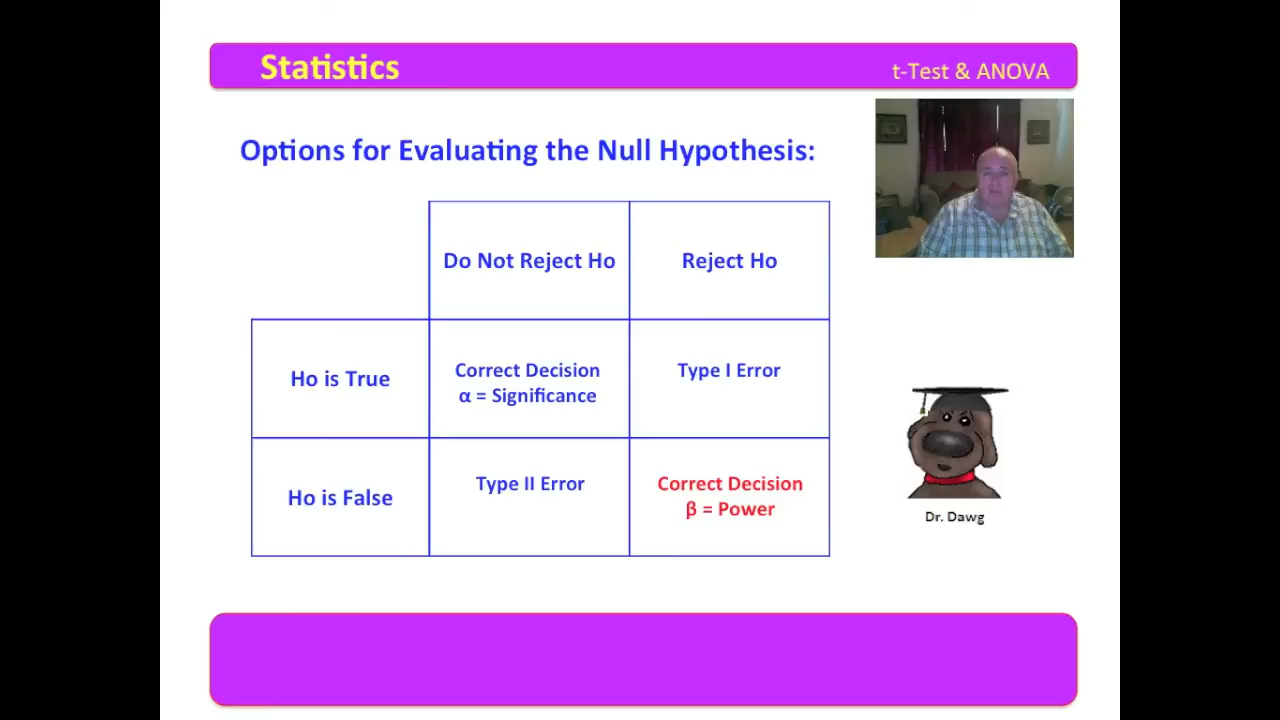 Statistics
t-Test & ANOVA
Options for Evaluating the Null Hypothesis:
Do Not Reject Ho
Reject Ho
Ho is True
Correct Decision
α = Significance
Type I Error
Ho is False
Type II Error
Correct Decision
β = Power
Dr. Dawg